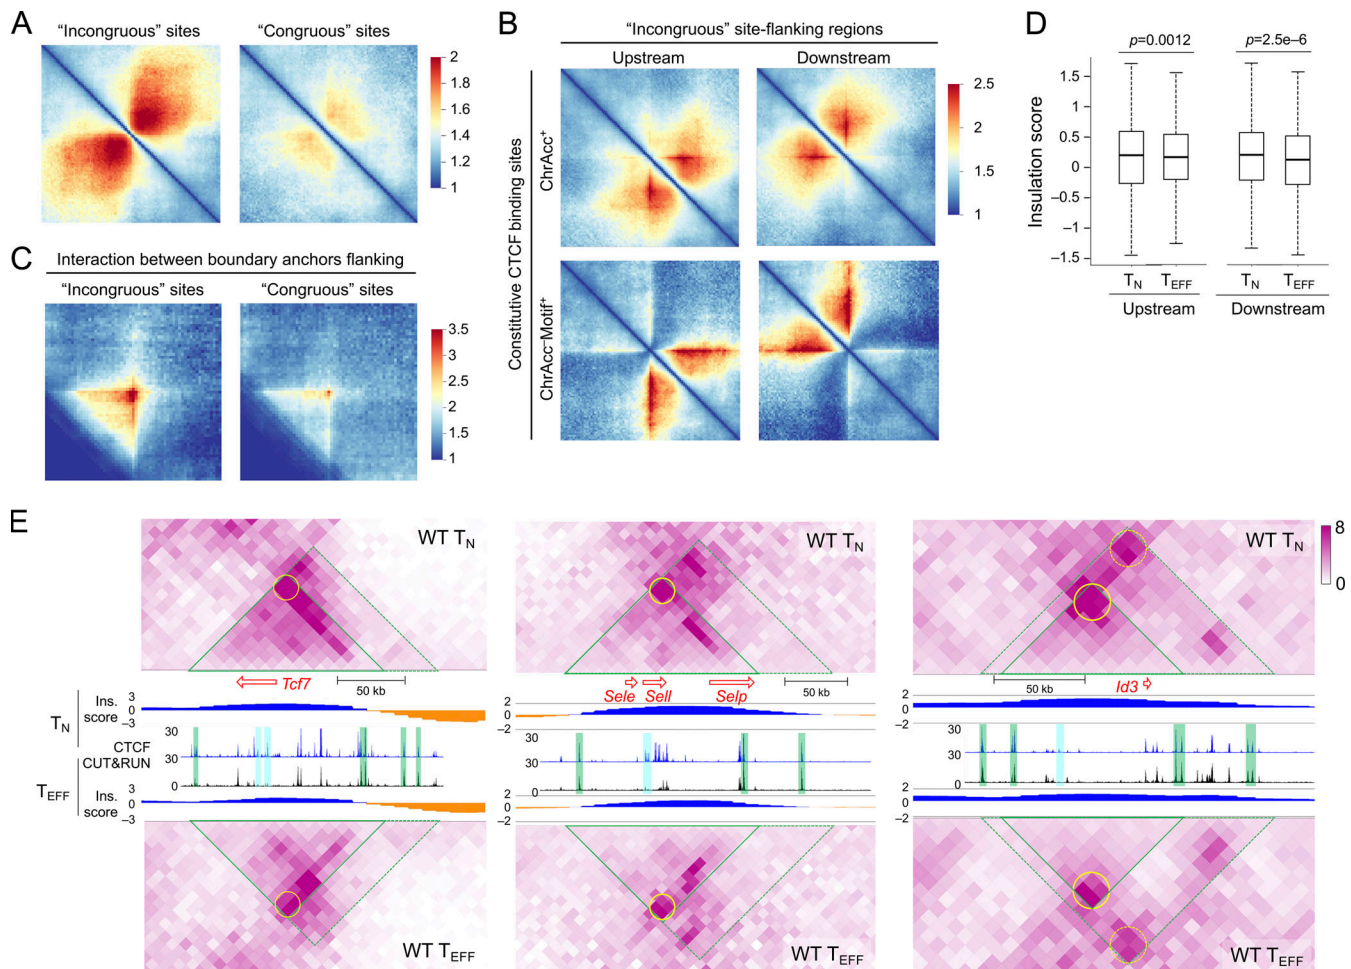 A
"Incongruous" sites
"Congruous" sites
2
1.8
1.6
1.4
1.2
1
B
"Incongruous" site-flanking regions
Upstream
Downstream
Constitutive CTCF binding sites
ChrAcc+
ChrAcc–Motif+
2.5
2
1.5
1
C
Interaction between boundary anchors flanking
"Incongruous" sites
"Congruous" sites
3.5
3
2.5
2
1.5
1
D
p=0.0012
p=2.5e–6
Insulation score
1.5
1
0.5
0
–0.5
–1
–1.5
TN
TEFF
TN
TEFF
Upstream
Downstream
E
WT TN
WT TN
WT TN
8
0
Tcf7
50 kb
Sele
Sell
Selp
50 kb
50 kb
Id3
TN
Ins.
score
3
0
–3
CTCF
CUT&RUN
30
30
0
TEFF
Ins.
score
3
0
–3
2
0
–2
30
30
0
2
0
–2
2
0
–2
30
30
0
2
0
–2
WT TEFF
WT TEFF
WT TEFF